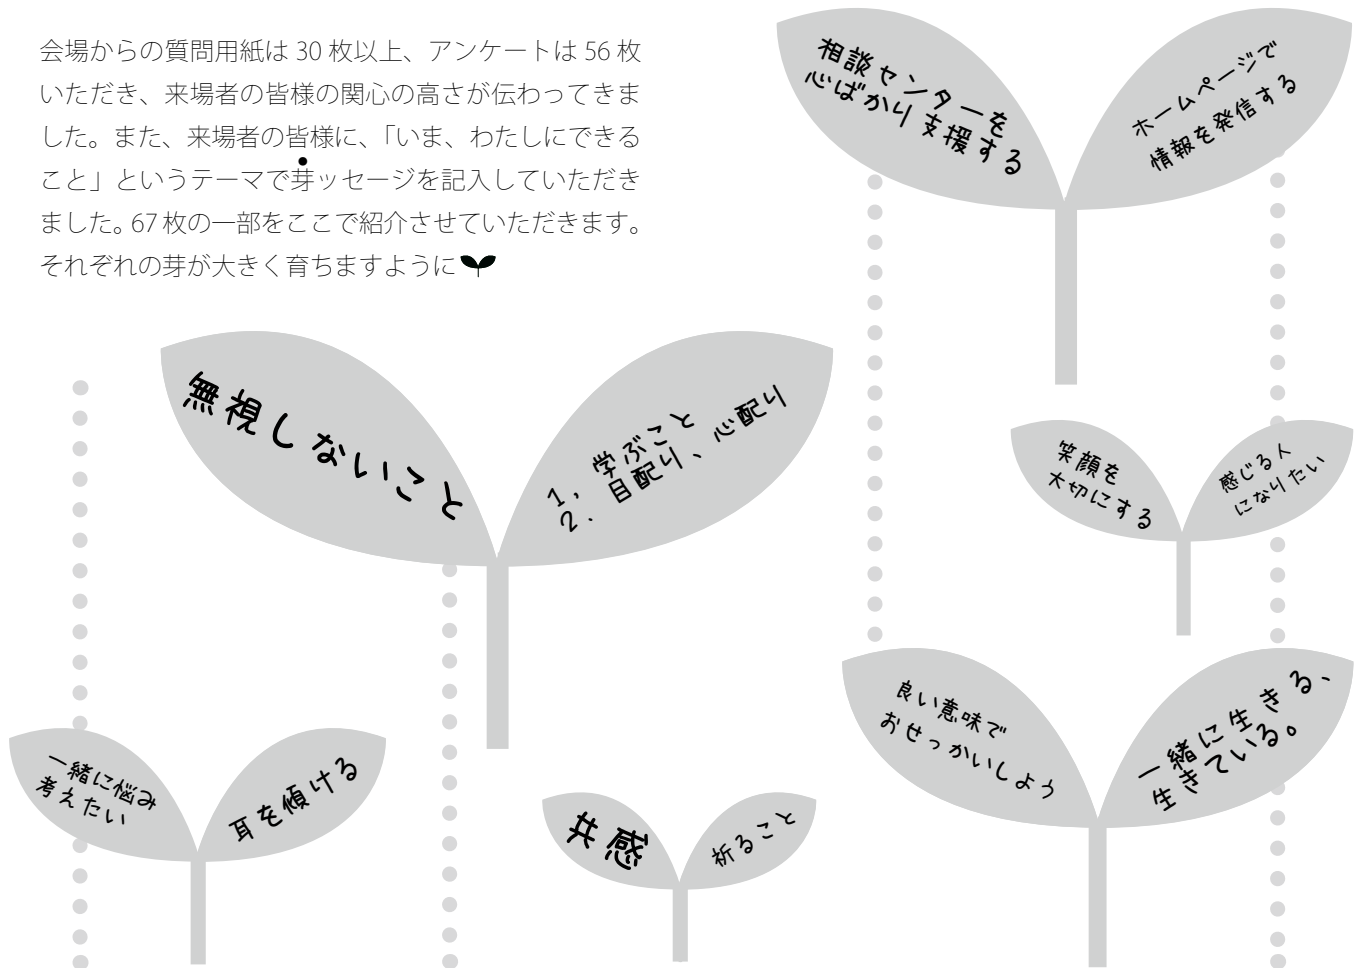 会場からの質問用紙は 30 枚以上、アンケートは 56 枚
いただき、来場者の皆様の関心の高さが伝わってきま
した。また、来場者の皆様に、「いま、わたしにできる
こと」というテーマで芽ッセージを記入していただき
ました。67 枚の一部をここで紹介させていただきます。
それぞれの芽が大きく育ちますように
相談センターを
心ばかり支援する
ホームページで
情報を発信する
無視しないこと
1. 学ぶこと
2. 目配り、心配り
笑顔を
大切にする
感じる人
になりたい
良い意味で
おせっかいしよう
一緒に生きる、
生きている。
一緒に悩み
考えたい
耳を傾ける
共感
祈ること